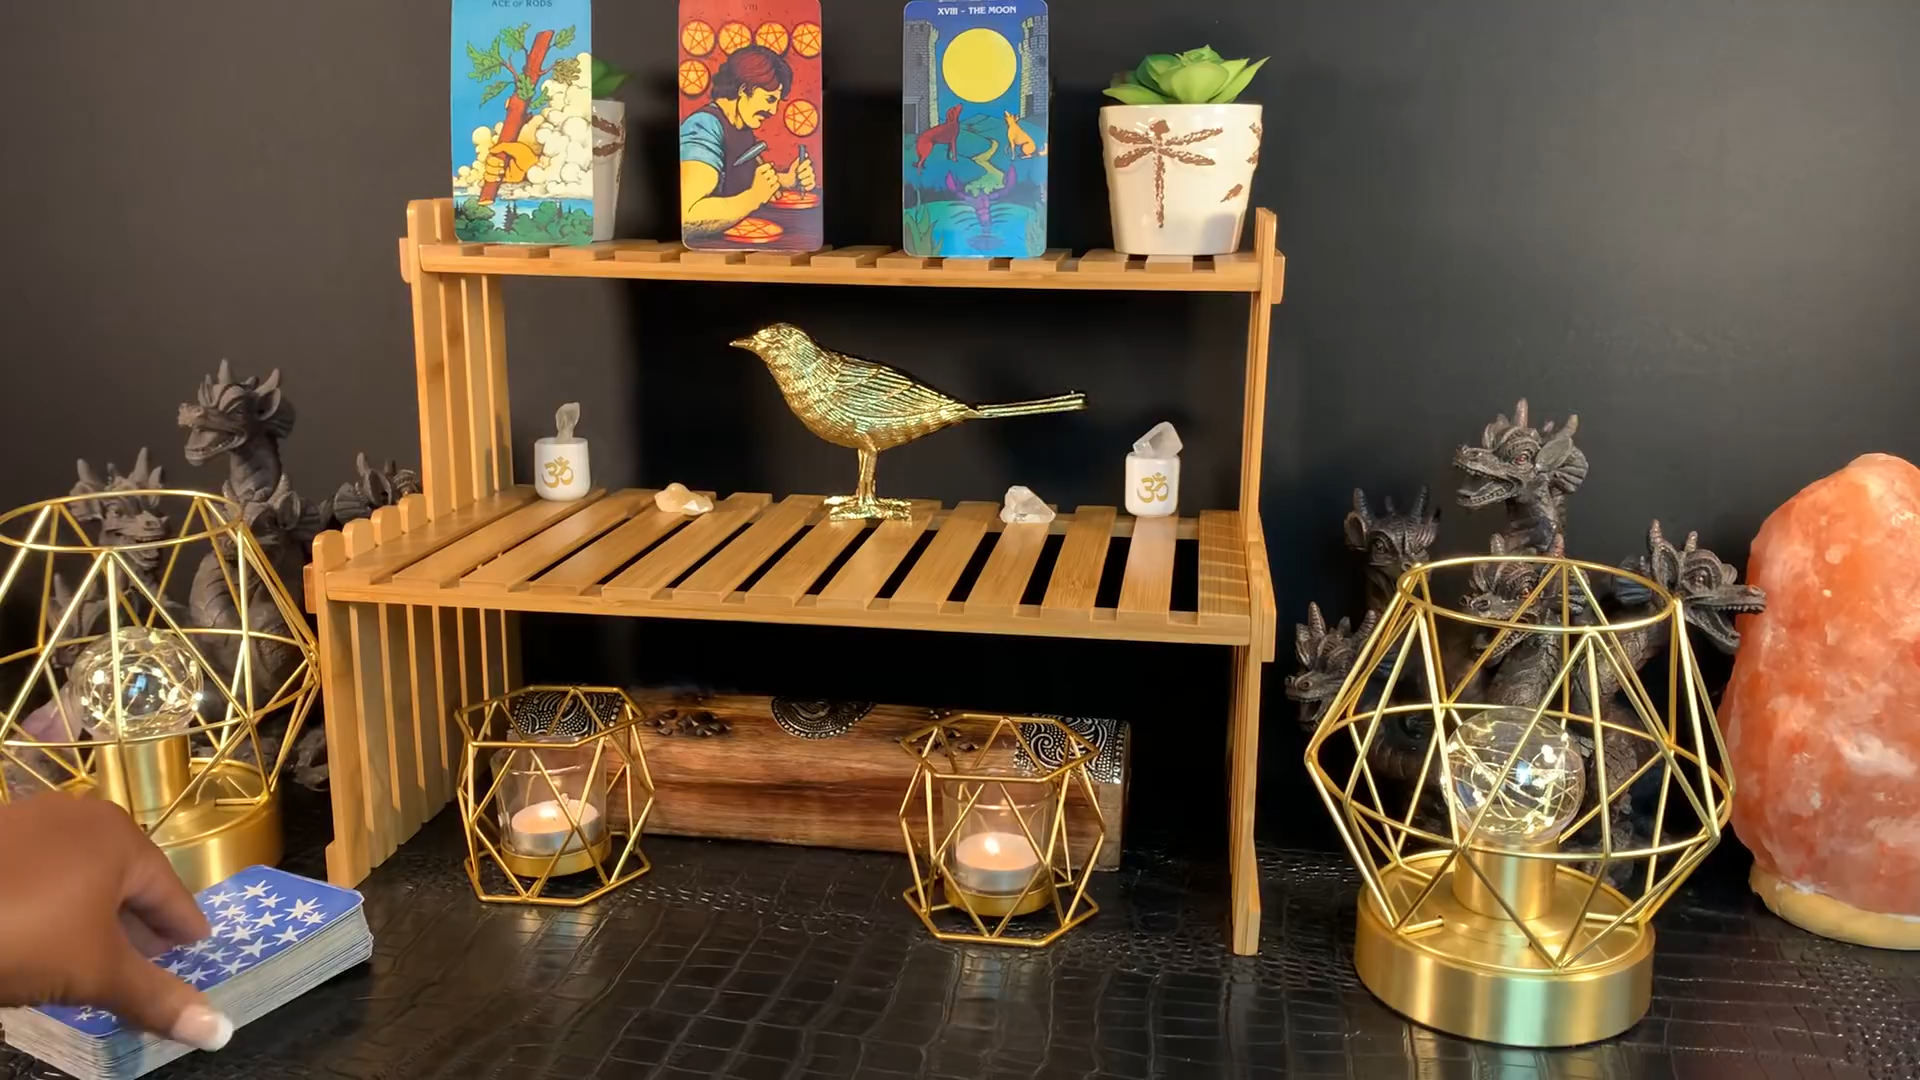 ACE OF RODS
VIII
XVIII – THE MOON
ॐ
ॐ